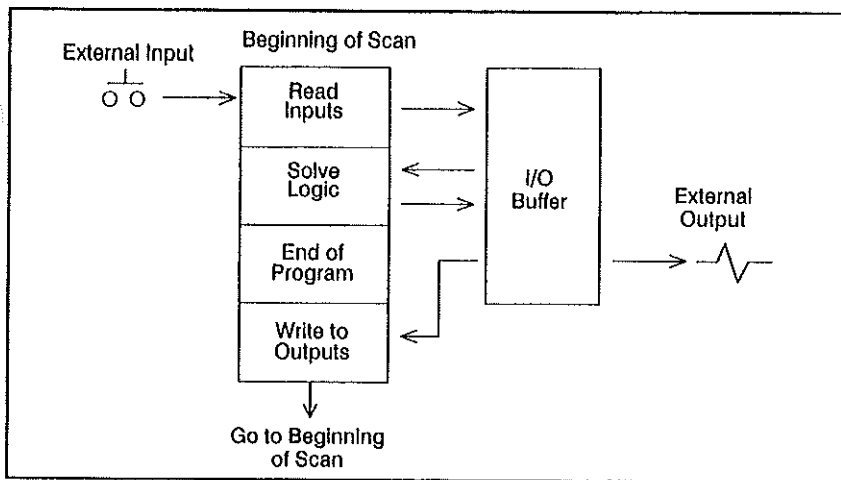 Beginning of Scan
External Input
Read
Inputs
Solve
Logic
End of
Program
Write to
Outputs
I/O
Buffer
External
Output
Go to Beginning
of Scan